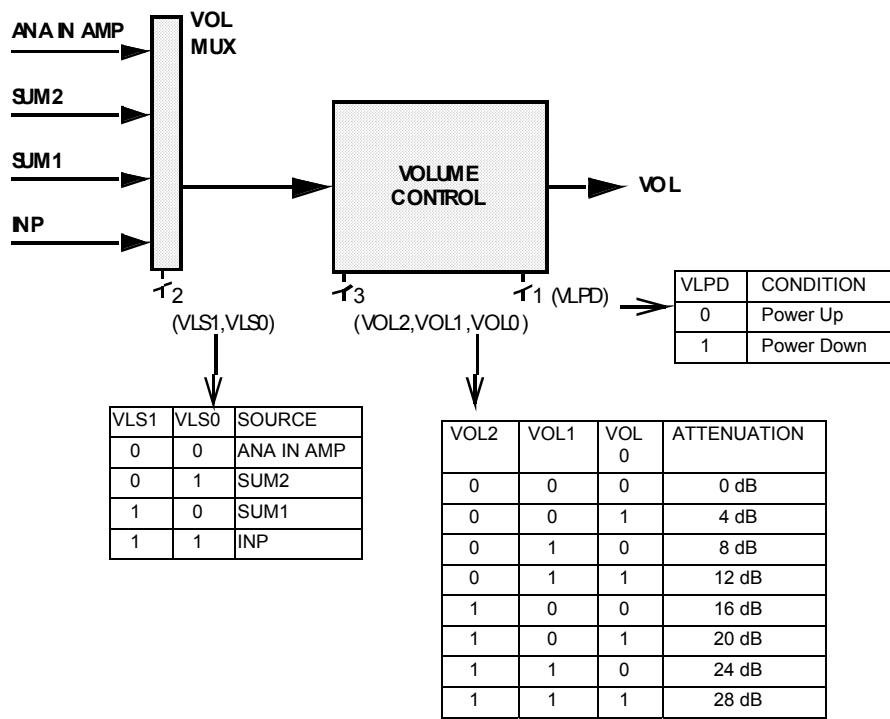 ANA IN AMP
VOL
MUX
SUM2
SUM1
INP
VOLUME
CONTROL
VOL
2
(VLS1,VLS0)
3
(VOL2,VOL1,VOL0)
1 (VLPD)
VLPD CONDITION
0 Power Up
1 Power Down
VLS1 VLS0 SOURCE
0 0 ANA IN AMP
0 1 SUM2
1 0 SUM1
1 1 INP
VOL2 VOL1 VOL ATTENUATION
0
0 0 0 0 dB
0 0 1 4 dB
0 1 0 8 dB
0 1 1 12 dB
1 0 0 16 dB
1 0 1 20 dB
1 1 0 24 dB
1 1 1 28 dB